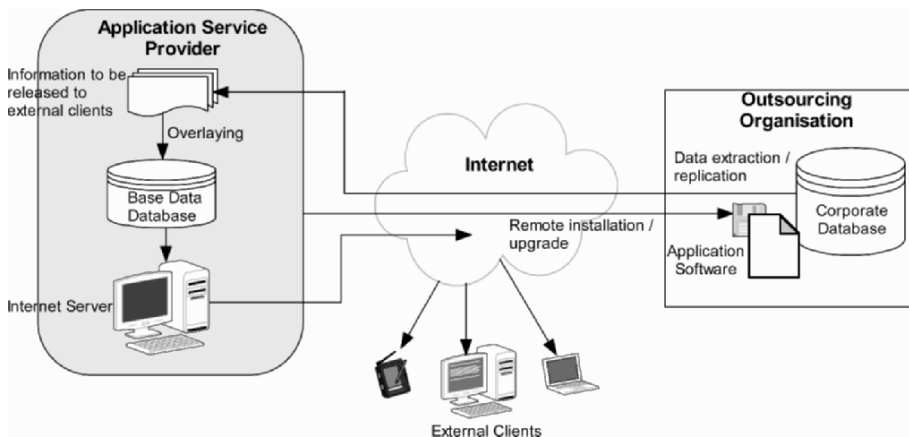 Application Service
Provider
Information to be
released to
external clients
Overlaying
Base Data
Database
Internet Server
Internet
Remote installation /
upgrade
External Clients
Outsourcing
Organisation
Data extraction /
replication
Corporate
Database
Application
Software